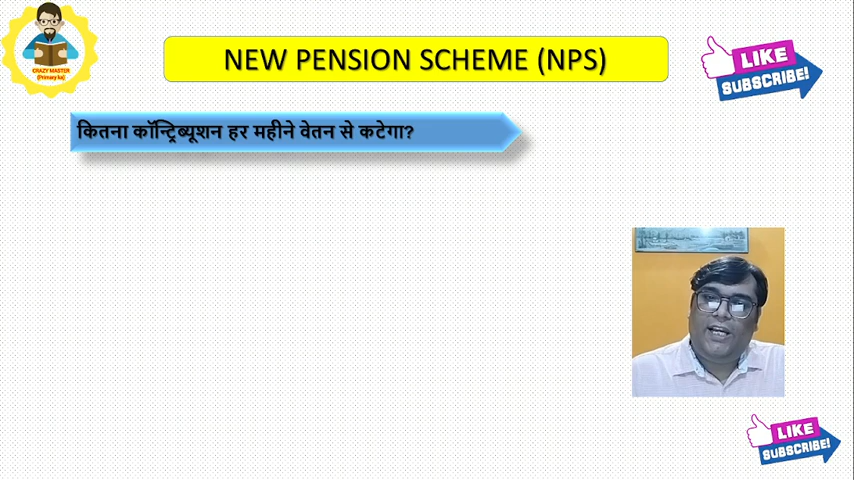 NEW PENSION SCHEME (NPS)
CRAZY MASTER
(Primary ka)
LIKE
SUBSCRIBE!
कितना कॉन्ट्रिब्यूशन हर महीने वेतन से कटेगा?
LIKE
SUBSCRIBE!